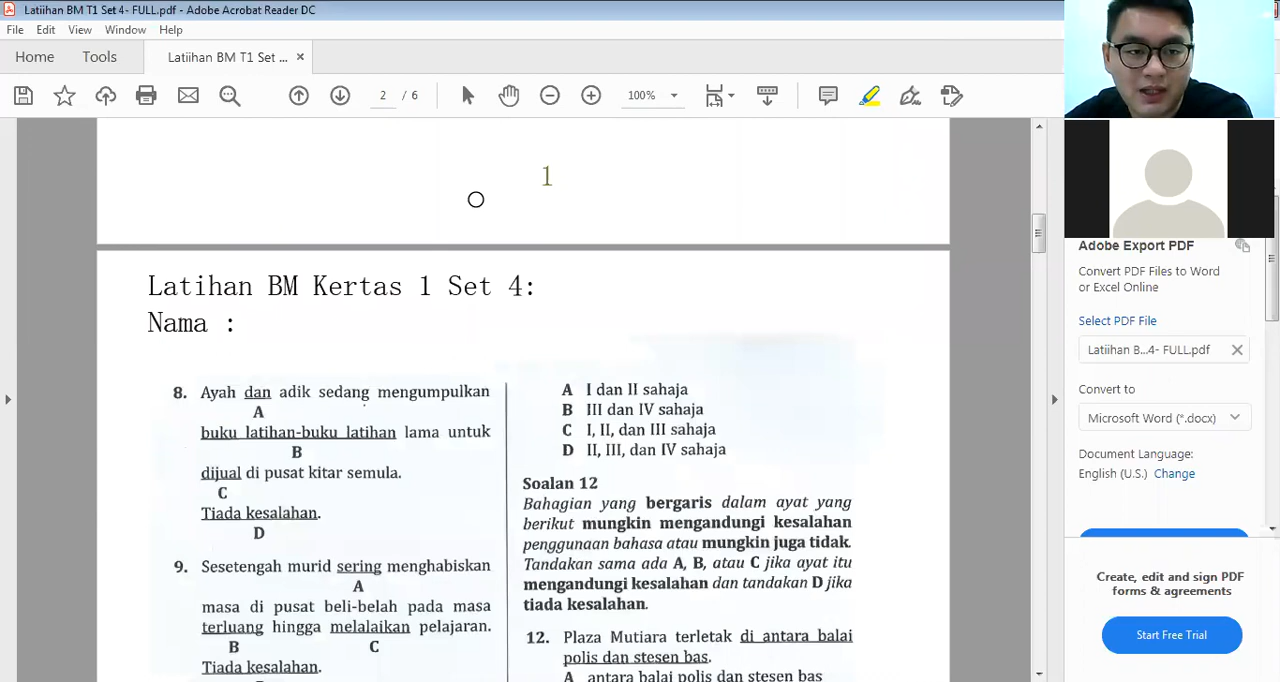 Latiihan BM T1 Set 4- FULL.pdf - Adobe Acrobat Reader DC
File Edit View Window Help
Home Tools Latiihan BM T1 Set ... ×
2 / 6 100%
1
Latihan BM Kertas 1 Set 4:
Nama :
8. Ayah dan adik sedang mengumpulkan
A
buku latihan-buku latihan lama untuk
B
dijual di pusat kitar semula.
C
Tiada kesalahan.
D
9. Sesetengah murid sering menghabiskan
A
masa di pusat beli-belah pada masa
terluang hingga melalaikan pelajaran.
B C
Tiada kesalahan.
A I dan II sahaja
B III dan IV sahaja
C I, II, dan III sahaja
D II, III, dan IV sahaja
Soalan 12
Bahagian yang bergaris dalam ayat yang
berikut mungkin mengandungi kesalahan
penggunaan bahasa atau mungkin juga tidak.
Tandakan sama ada A, B, atau C jika ayat itu
mengandungi kesalahan dan tandakan D jika
tiada kesalahan.
12. Plaza Mutiara terletak di antara balai
polis dan stesen bas.
A antara balai polis dan stesen bas
Adobe Export PDF
Convert PDF Files to Word
or Excel Online
Select PDF File
Latiihan B...4- FULL.pdf
Convert to
Microsoft Word (*.docx)
Document Language:
English (U.S.) Change
Create, edit and sign PDF
forms & agreements
Start Free Trial